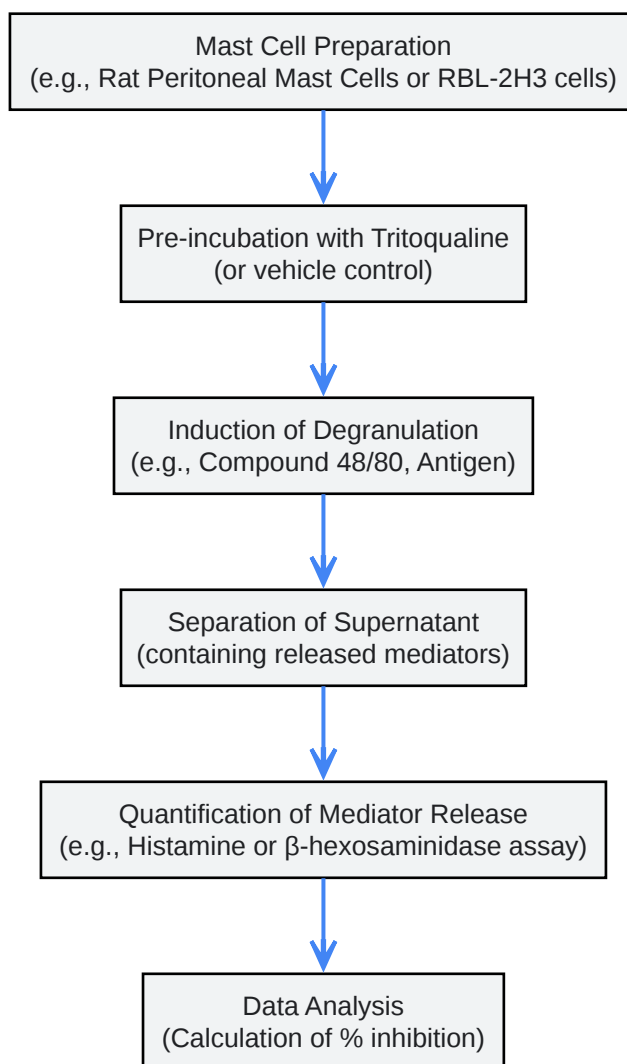 Mast Cell Preparation
(e.g., Rat Peritoneal Mast Cells or RBL-2H3 cells)
Pre-incubation with Tritoqualine
(or vehicle control)
Induction of Degranulation
(e.g., Compound 48/80, Antigen)
Separation of Supernatant
(containing released mediators)
Quantification of Mediator Release
(e.g., Histamine or β-hexosaminidase assay)
Data Analysis
(Calculation of % inhibition)